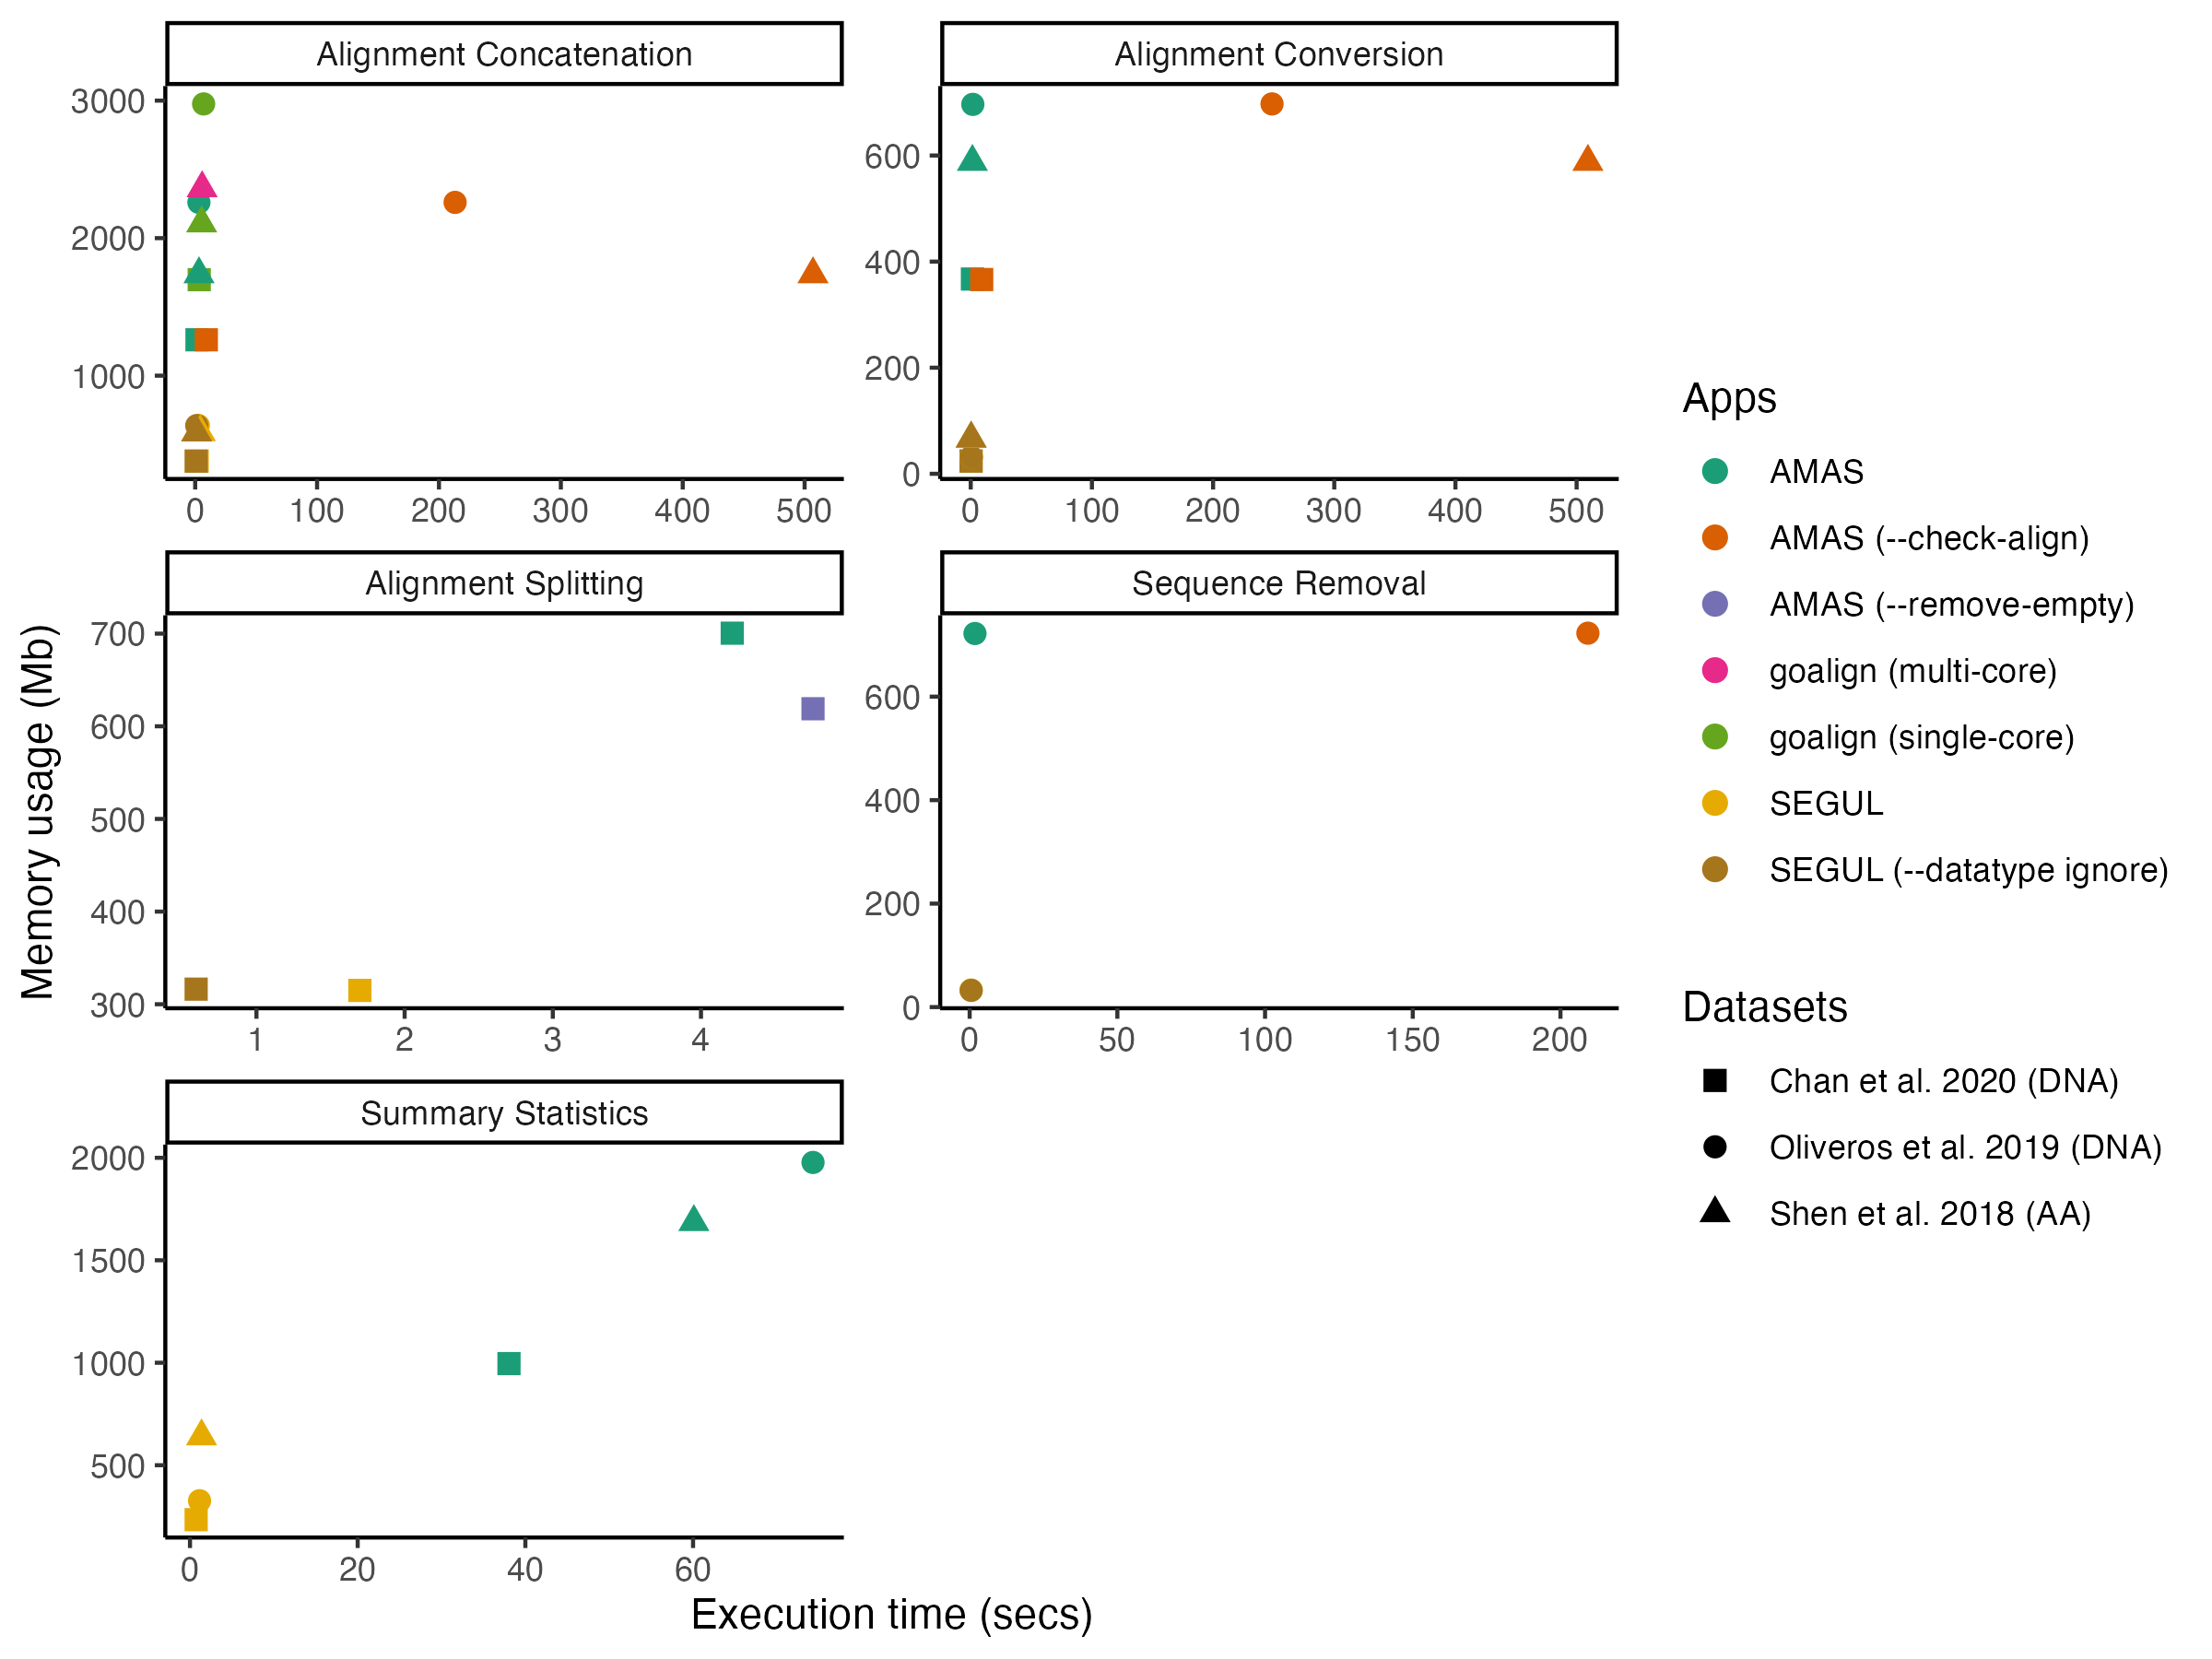 Alignment Concatenation
Alignment Conversion
3000
2000
1000
0 100 200 300 400 500
600
400
200
0
0 100 200 300 400 500
Alignment Splitting
Sequence Removal
700
600
500
400
300
1 2 3 4
600
400
200
0
0 50 100 150 200
Summary Statistics
2000
1500
1000
500
0 20 40 60
Memory usage (Mb)
Execution time (secs)
Apps
AMAS
AMAS (--check-align)
AMAS (--remove-empty)
goalign (multi-core)
goalign (single-core)
SEGUL
SEGUL (--datatype ignore)
Datasets
Chan et al. 2020 (DNA)
Oliveros et al. 2019 (DNA)
Shen et al. 2018 (AA)